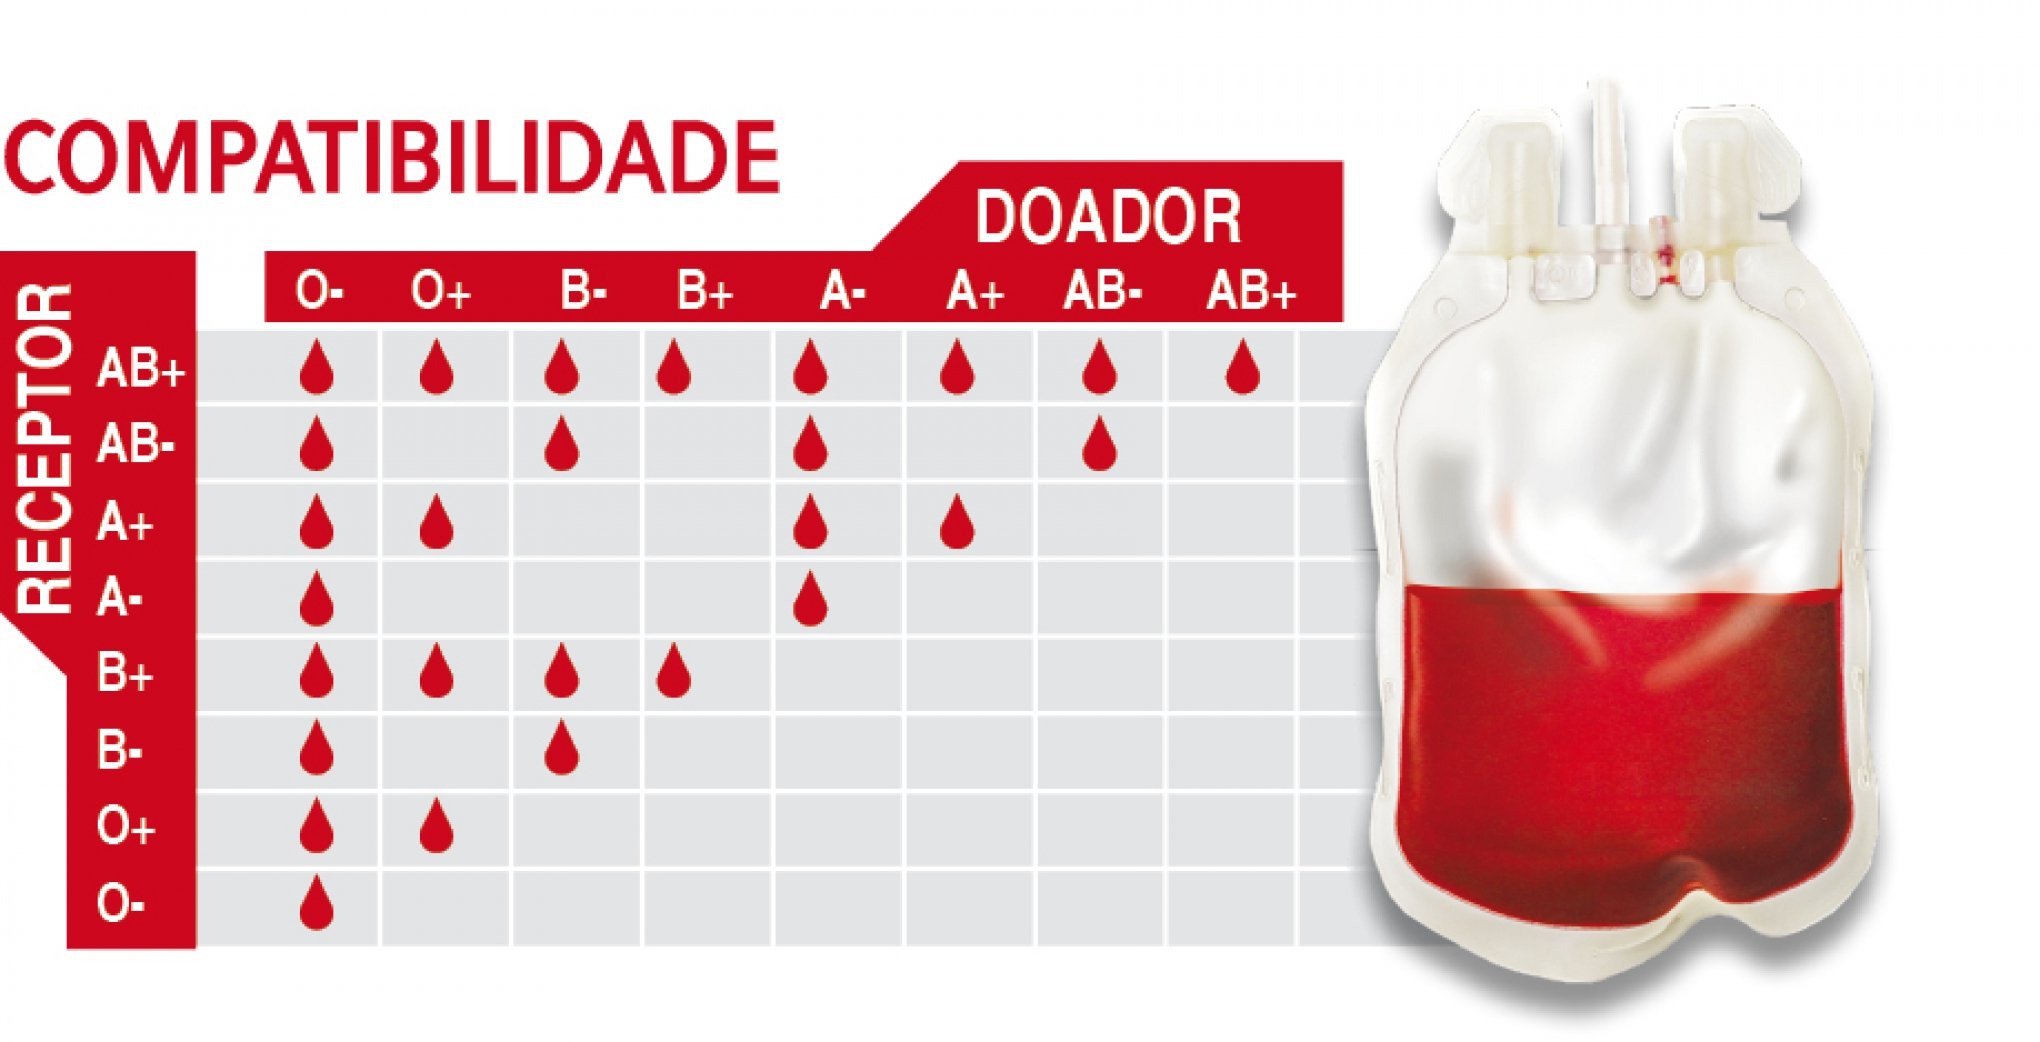 COMPATIBILIDADE
DOADOR
O- O+ B- B+ A- A+ AB- AB+
RECEPTOR
AB+
AB-
A+
A-
B+
B-
O+
O-